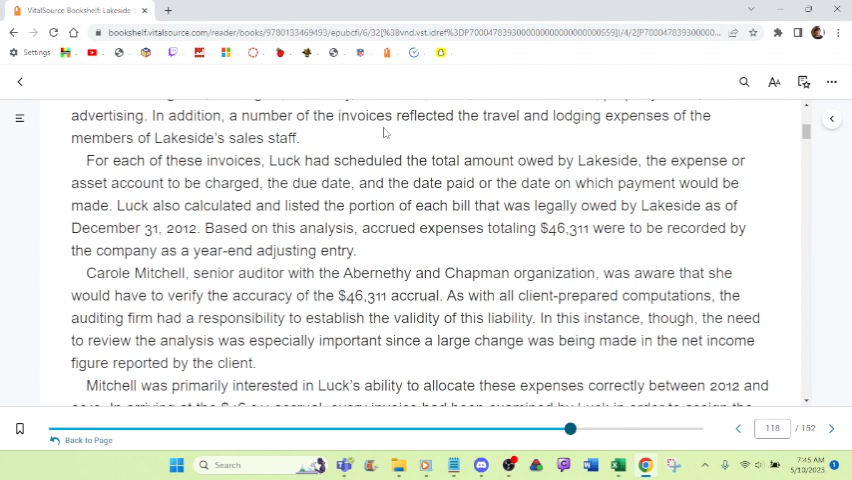 VitalSource Bookshelf: Lakeside
bookshelf.vitalsource.com/reader/books/9780133469493/epubcfi/6/32[%3Bvnd.vst.idref%3DP7000478393000000000000000000559]!/4/2[P70004783930000000000000000...
Settings
advertising. In addition, a number of the invoices reflected the travel and lodging expenses of the
members of Lakeside's sales staff.
For each of these invoices, Luck had scheduled the total amount owed by Lakeside, the expense or
asset account to be charged, the due date, and the date paid or the date on which payment would be
made. Luck also calculated and listed the portion of each bill that was legally owed by Lakeside as of
December 31, 2012. Based on this analysis, accrued expenses totaling $46,311 were to be recorded by
the company as a year-end adjusting entry.
Carole Mitchell, senior auditor with the Abernethy and Chapman organization, was aware that she
would have to verify the accuracy of the $46,311 accrual. As with all client-prepared computations, the
auditing firm had a responsibility to establish the validity of this liability. In this instance, though, the need
to review the analysis was especially important since a large change was being made in the net income
figure reported by the client.
Mitchell was primarily interested in Luck's ability to allocate these expenses correctly between 2012 and
118 / 152
Back to Page
Search
7:45 AM
5/10/2023